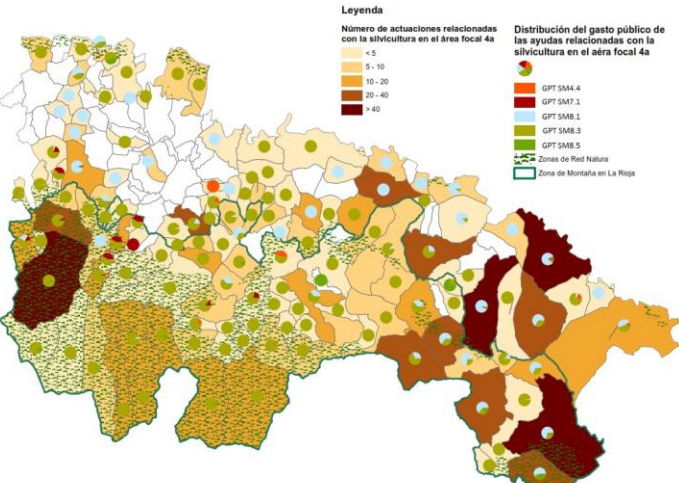 Leyenda
Número de actuaciones relacionadas
con la silvicultura en el área focal 4a
< 5
5 - 10
10 - 20
20 - 40
> 40
Distribución del gasto público de
las ayudas relacionadas con la
silvicultura en el aéra focal 4a
GPT SM4.4
GPT SM7.1
GPT SM8.1
GPT SM8.3
GPT SM8.5
Zonas de Red Natura
Zona de Montaña en La Rioja